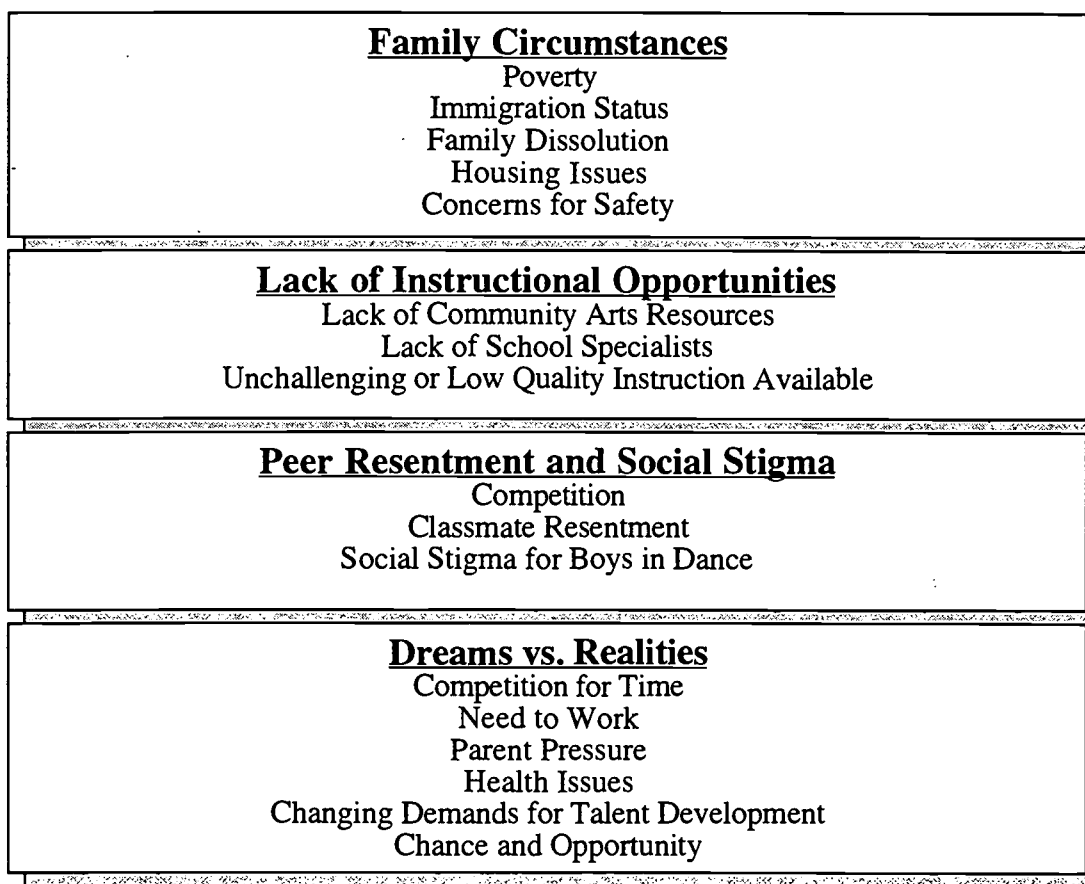 Family Circumstances
Poverty
Immigration Status
Family Dissolution
Housing Issues
Concerns for Safety
Lack of Instructional Opportunities
Lack of Community Arts Resources
Lack of School Specialists
Unchallenging or Low Quality Instruction Available
Peer Resentment and Social Stigma
Competition
Classmate Resentment
Social Stigma for Boys in Dance
Dreams vs. Realities
Competition for Time
Need to Work
Parent Pressure
Health Issues
Changing Demands for Talent Development
Chance and Opportunity